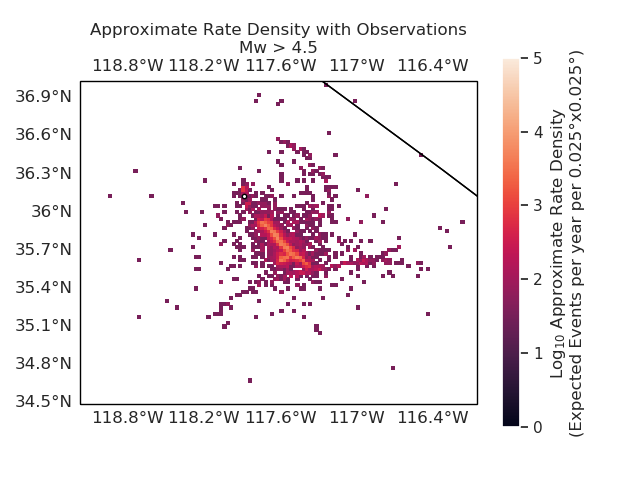 Approximate Rate Density with Observations
Mw > 4.5
118.8°W 118.2°W 117.6°W 117°W 116.4°W
36.9°N
36.6°N
36.3°N
36°N
35.7°N
35.4°N
35.1°N
34.8°N
34.5°N
118.8°W 118.2°W 117.6°W 117°W 116.4°W
5
4
3
2
1
0
Log₁₀ Approximate Rate Density
(Expected Events per year per 0.025°x0.025°)